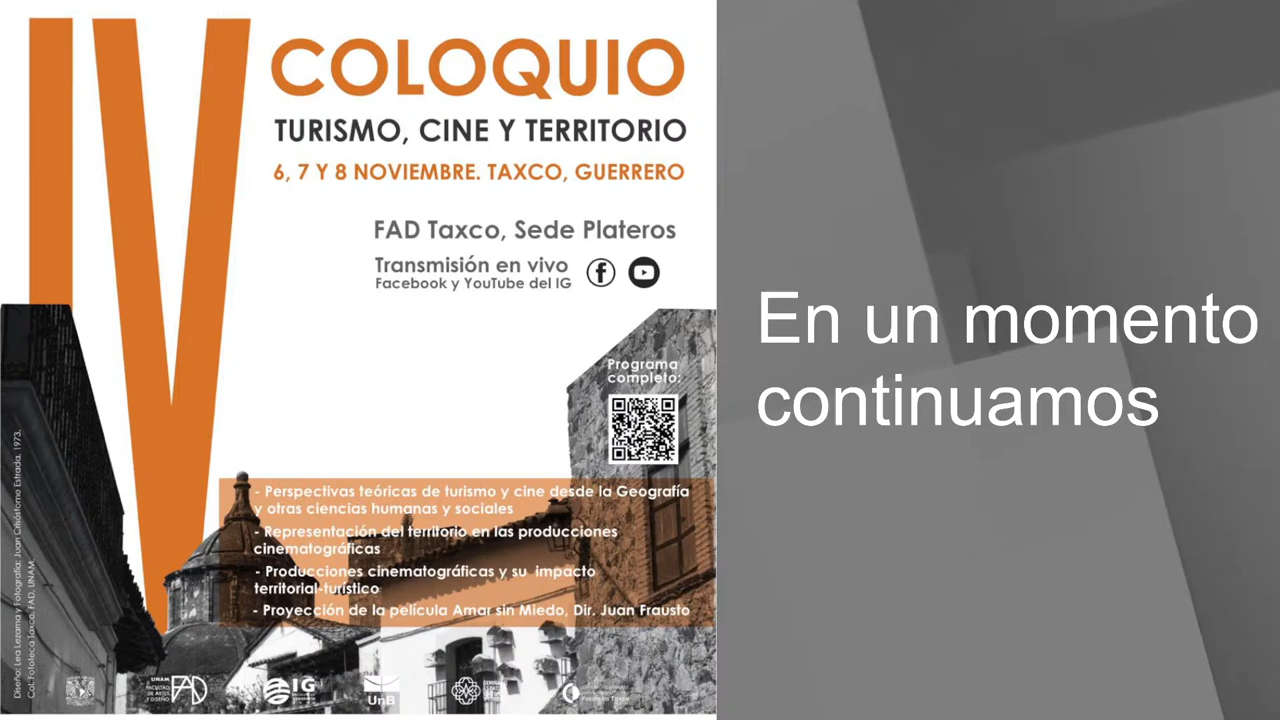 IV
COLOQUIO
TURISMO, CINE Y TERRITORIO
6, 7 Y 8 NOVIEMBRE. TAXCO, GUERRERO
FAD Taxco, Sede Plateros
Transmisión en vivo
Facebook y YouTube del IG
Programa
completo:
- Perspectivas teóricas de turismo y cine desde la Geografía
y otras ciencias humanas y sociales
- Representación del territorio en las producciones
cinematográficas
- Producciones cinematográficas y su impacto
territorial-turístico
- Proyección de la película Amar sin Miedo, Dir. Juan Frausto
Diseño: Lea Lezama y Fotografía: Juan Crisóstomo Estrada, 1973,
Col. Fototeca Taxco, FAD, UNAM.
UNAM
FACULTAD
DE ARTES
Y DISEÑO
FAD
IG
UnB
En un momento
continuamos